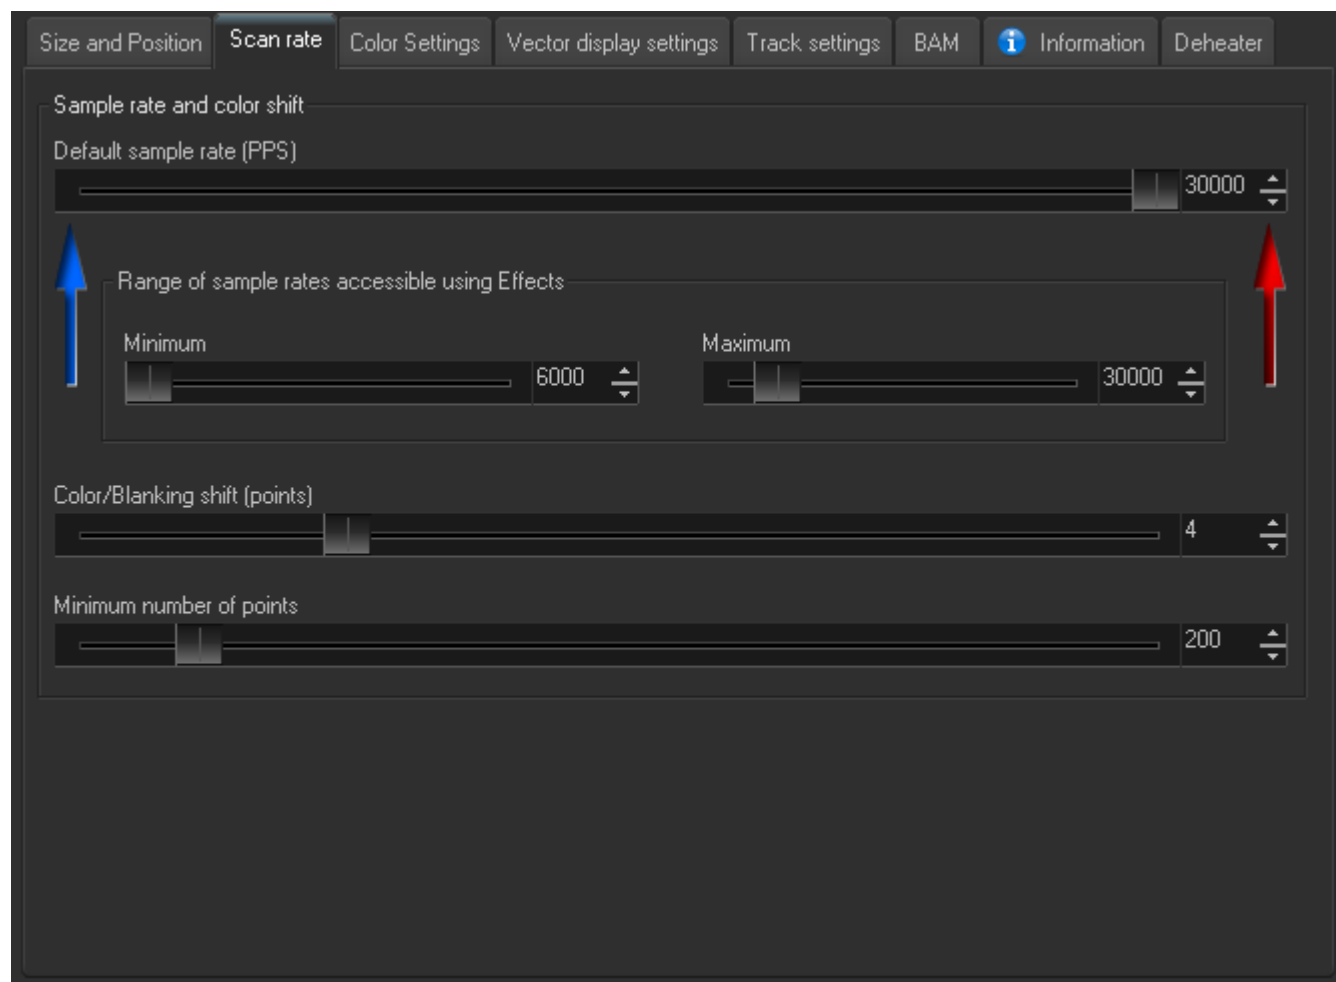 Size and Position Scan rate Color Settings Vector display settings Track settings BAM Information Deheater
Sample rate and color shift
Default sample rate (PPS)
30000
Range of sample rates accessible using Effects
Minimum Maximum
6000 30000
Color/Blanking shift (points)
4
Minimum number of points
200